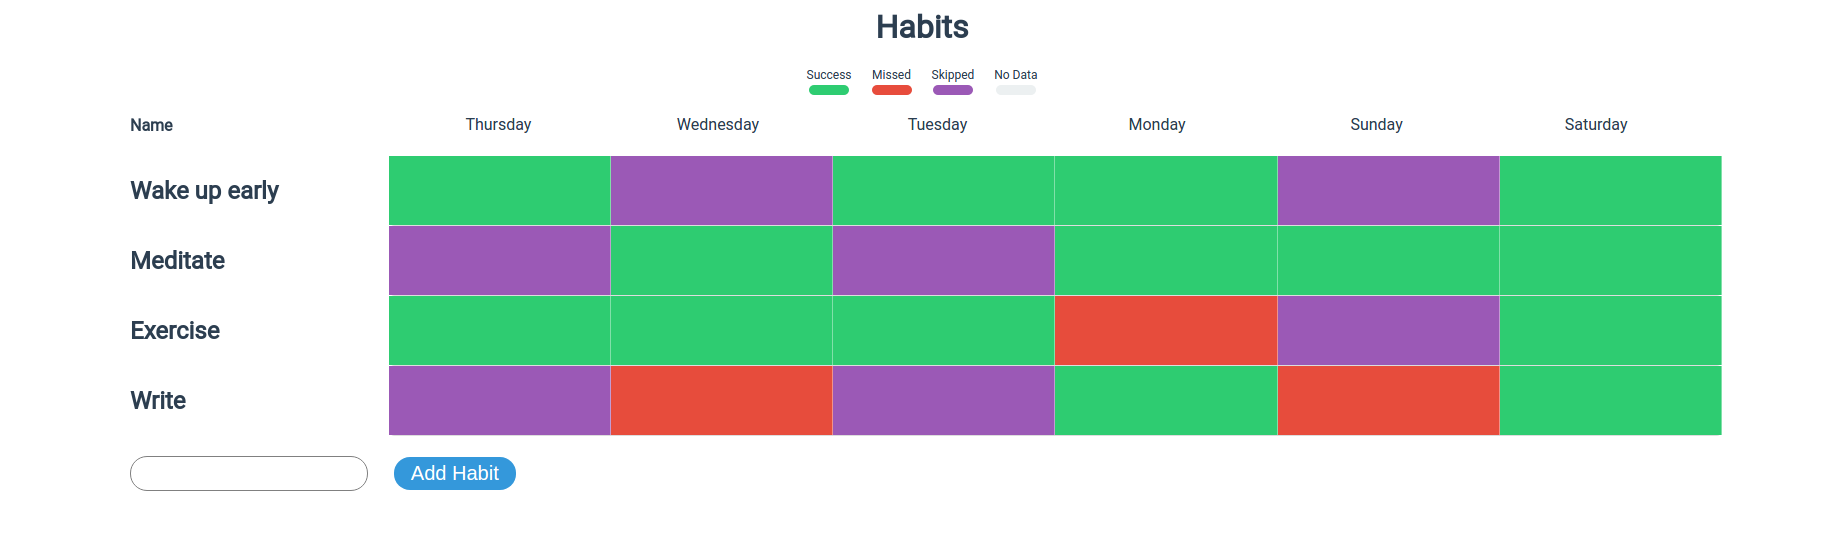 Habits
Success Missed Skipped No Data
Name Thursday Wednesday Tuesday Monday Sunday Saturday
Wake up early
Meditate
Exercise
Write
Add Habit